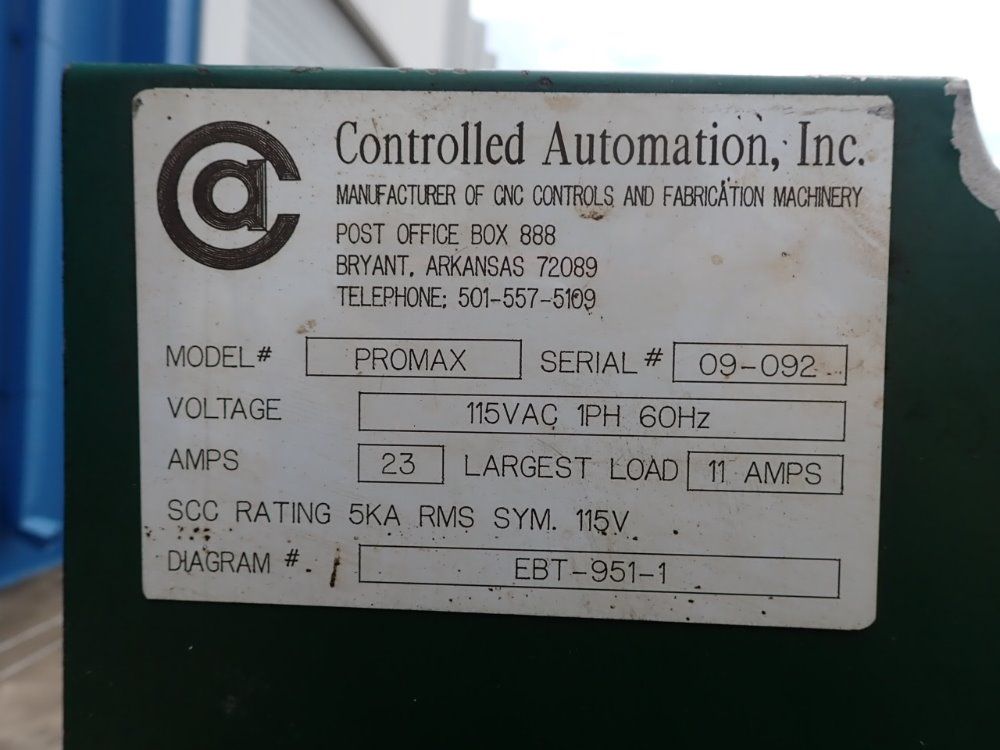 Ca
Controlled Automation, Inc.
MANUFACTURER OF CNC CONTROLS AND FABRICATION MACHINERY
POST OFFICE BOX 888
BRYANT, ARKANSAS 72089
TELEPHONE: 501-557-5109
MODEL# PROMAX SERIAL # 09-092
VOLTAGE 115VAC 1PH 60Hz
AMPS 23 LARGEST LOAD 11 AMPS
SCC RATING 5KA RMS SYM. 115V
DIAGRAM # EBT-951-1